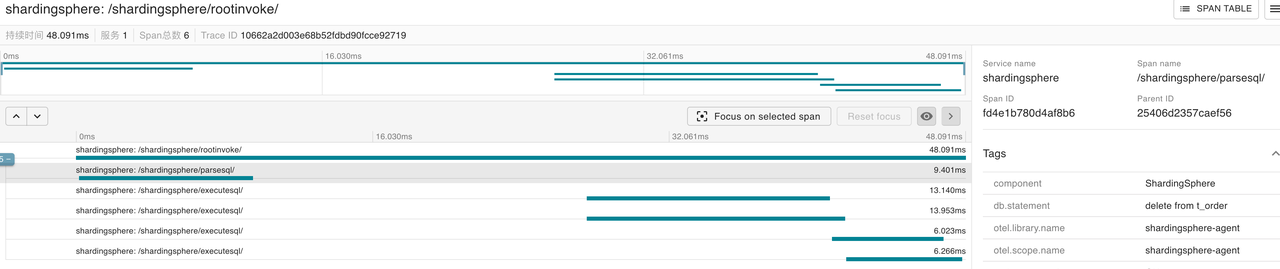 shardingsphere: /shardingsphere/rootinvoke/
SPAN TABLE
持续时间 48.091ms 服务 1 Span总数 6 Trace ID 10662a2d003e68b52fdbd90fcce92719
0ms 16.030ms 32.061ms 48.091ms
Focus on selected span Reset focus
0ms 16.030ms 32.061ms 48.091ms
shardingsphere: /shardingsphere/rootinvoke/ 48.091ms
5 −
shardingsphere: /shardingsphere/parsesql/ 9.401ms
shardingsphere: /shardingsphere/executesql/ 13.140ms
shardingsphere: /shardingsphere/executesql/ 13.953ms
shardingsphere: /shardingsphere/executesql/ 6.023ms
shardingsphere: /shardingsphere/executesql/ 6.266ms
Service name Span name
shardingsphere /shardingsphere/parsesql/
Span ID Parent ID
fd4e1b780d4af8b6 25406d2357caef56
Tags
component ShardingSphere
db.statement delete from t_order
otel.library.name shardingsphere-agent
otel.scope.name shardingsphere-agent